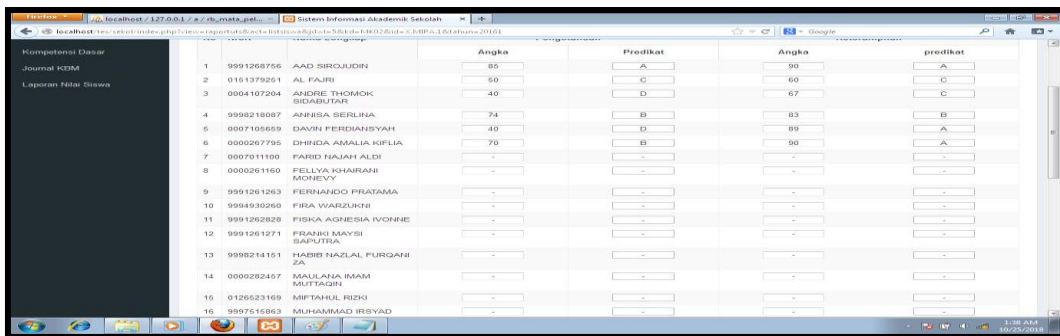 Firefox
localhost / 127.0.0.1 / a / rb_mata_pel...
Sistem Informasi Akademik Sekolah
Google
Kompetensi Dasar
Journal KBM
Laporan Nilai Siswa
Angka Predikat Angka predikat
1 9991268756 AAD SIROJUDIN 85 A 90 A
2 0151379251 AL FAJRI 50 C 60 C
3 0004107204 ANDRE THOMOK SIDABUTAR 40 D 67 C
4 9998218087 ANNISA SERLINA 74 B 83 B
5 0007105659 DAVIN FERDIANSYAH 40 D 89 A
6 0000267795 DHINDA AMALIA KIFLIA 70 B 90 A
7 0007011100 FARID NAJAH ALDI - - - -
8 0000261160 FELLYA KHAIRANI MONEVY - - - -
9 9991261263 FERNANDO PRATAMA - - - -
10 9994930260 FIRA WARZUKNI - - - -
11 9991262828 FISKA AGNESIA IVONNE - - - -
12 9991261271 FRANKI MAYSI SAPUTRA - - - -
13 9998214151 HABIB NAZLAL FURQANI ZA - - - -
14 0000282457 MAULANA IMAM MUTTAQIN - - - -
15 0126523169 MIFTAHUL RIZKI - - - -
16 9997515863 MUHAMMAD IRSYAD
1:38 AM
10/25/2018